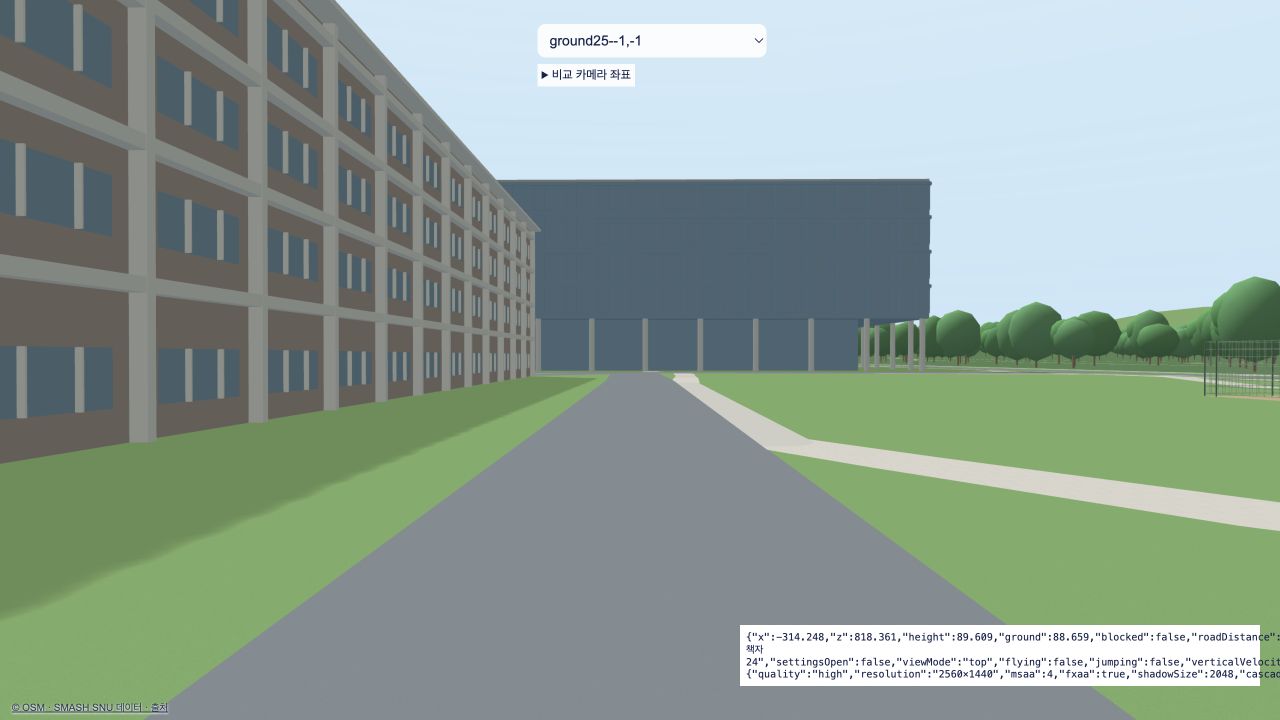 ground25--1,-1
▶ 비교 카메라 좌표
{"x":-314.248,"z":818.361,"height":89.609,"ground":88.659,"blocked":false,"roadDistance":
책자
24","settingsOpen":false,"viewMode":"top","flying":false,"jumping":false,"verticalVelocit
{"quality":"high","resolution":"2560×1440","msaa":4,"fxaa":true,"shadowSize":2048,"cascad
© OSM · SMASH SNU 데이터 · 출처